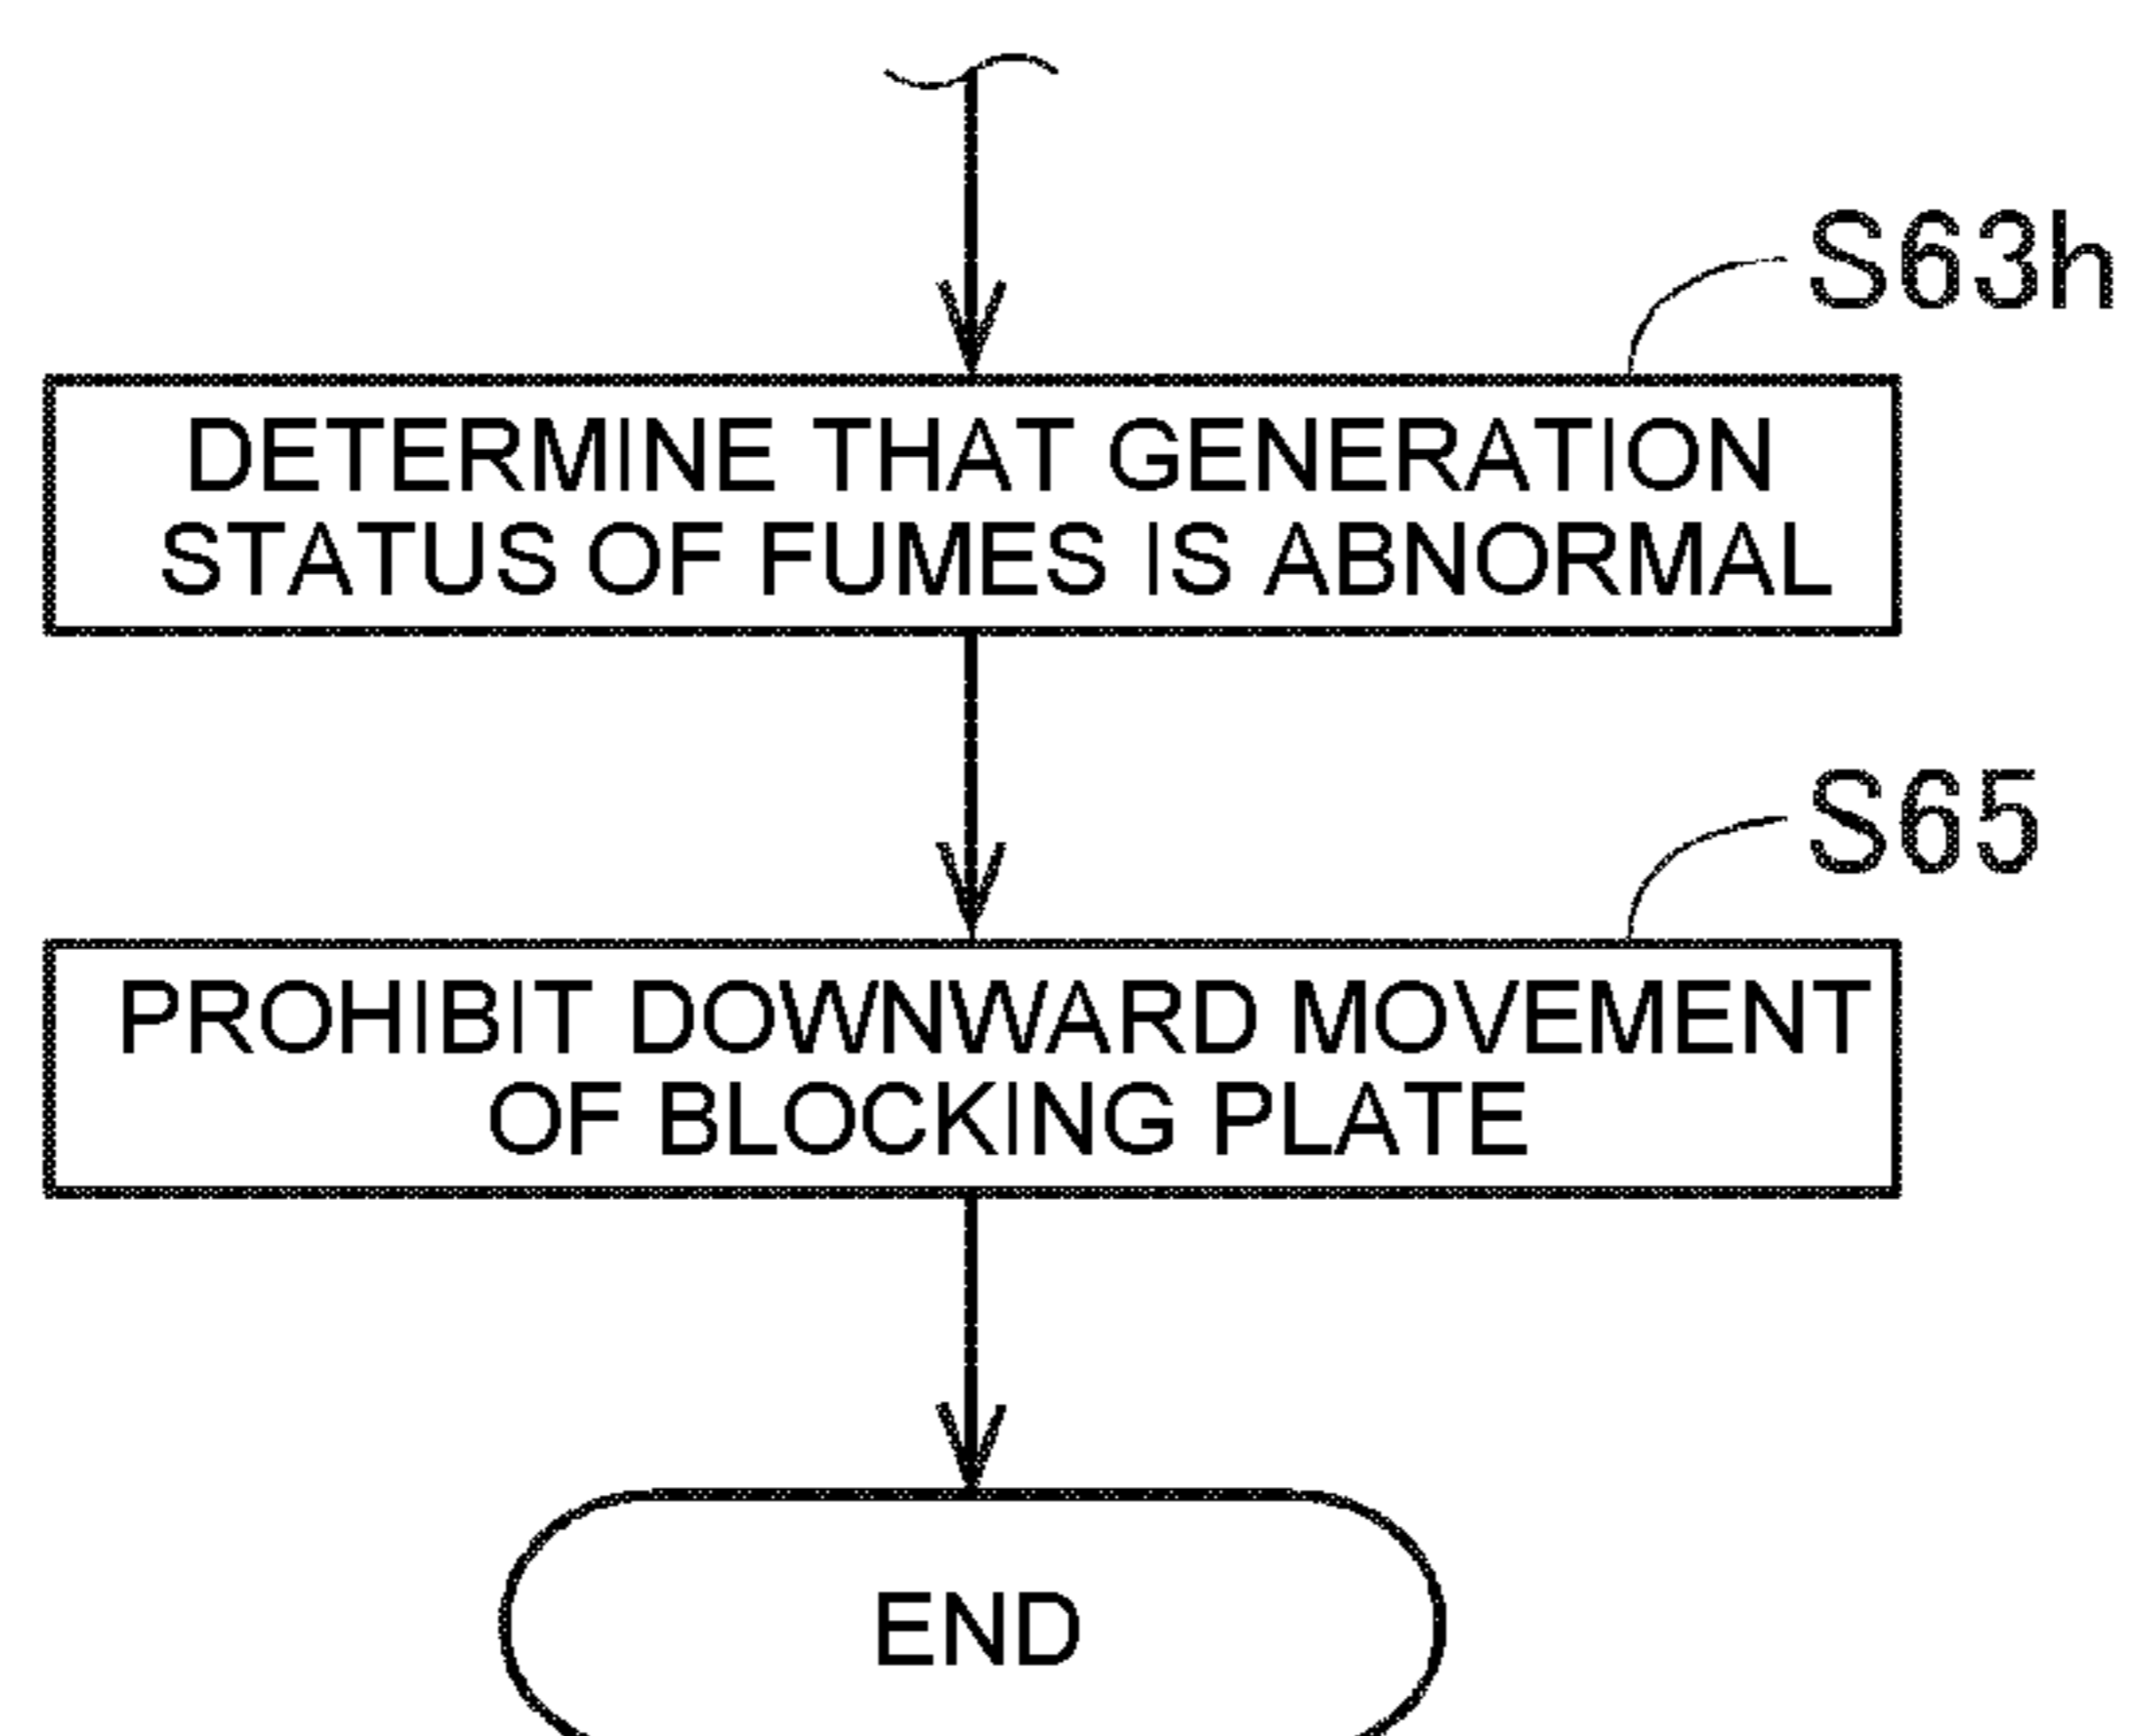 S63h
DETERMINE THAT GENERATION
STATUS OF FUMES IS ABNORMAL
S65
PROHIBIT DOWNWARD MOVEMENT
OF BLOCKING PLATE
END